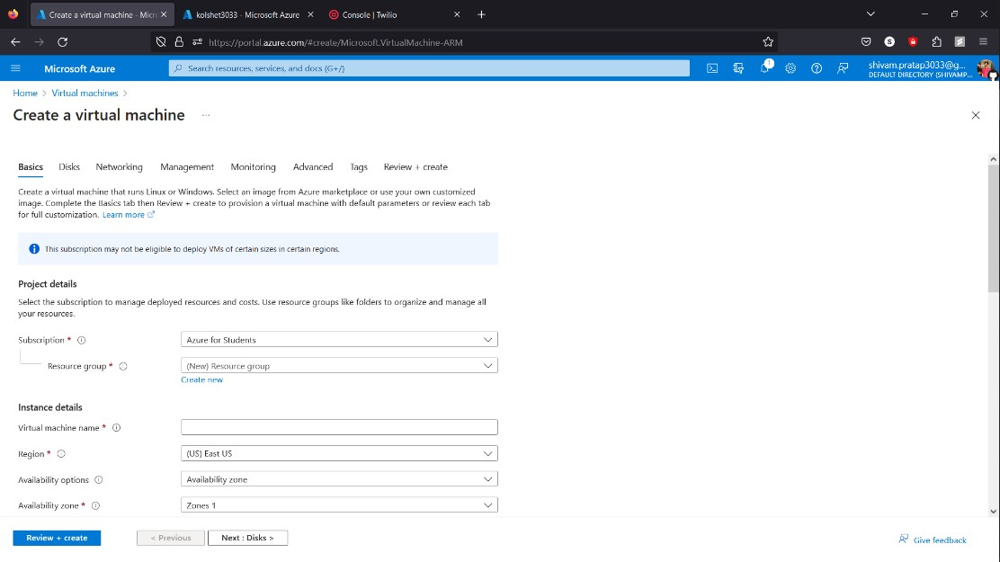 Create a virtual machine - Micr
kolshet3033 - Microsoft Azure
Console | Twilio
https://portal.azure.com/#create/Microsoft.VirtualMachine-ARM
Microsoft Azure
Search resources, services, and docs (G+/)
1
shivam.pratap3033@g...
DEFAULT DIRECTORY (SHIVAMP...
Home > Virtual machines >
Create a virtual machine ...
Basics Disks Networking Management Monitoring Advanced Tags Review + create
Create a virtual machine that runs Linux or Windows. Select an image from Azure marketplace or use your own customized
image. Complete the Basics tab then Review + create to provision a virtual machine with default parameters or review each tab
for full customization. Learn more
This subscription may not be eligible to deploy VMs of certain sizes in certain regions.
Project details
Select the subscription to manage deployed resources and costs. Use resource groups like folders to organize and manage all
your resources.
Subscription * Azure for Students
Resource group * (New) Resource group
Create new
Instance details
Virtual machine name *
Region * (US) East US
Availability options Availability zone
Availability zone * Zones 1
Review + create < Previous Next : Disks > Give feedback